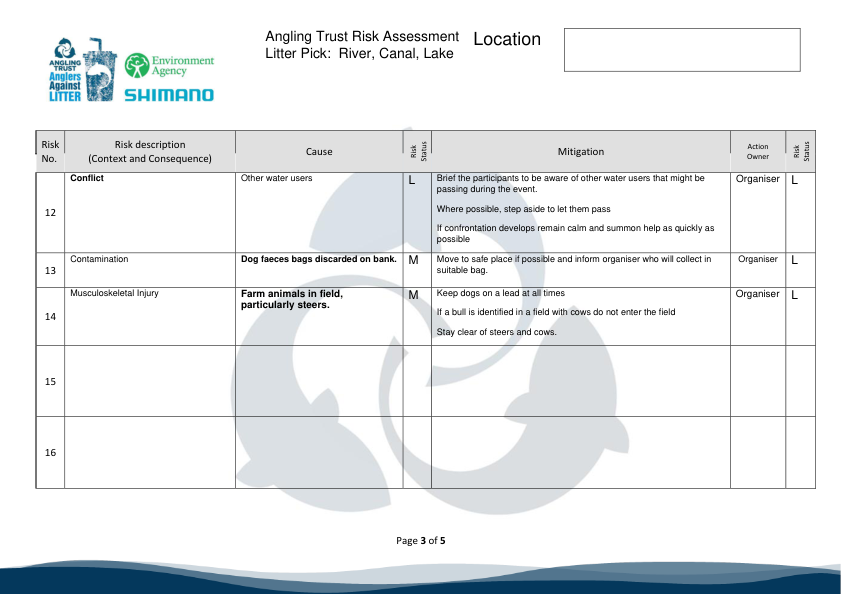 ANGLING
TRUST
Anglers
Against
LITTER
Environment
Agency
SHIMANO
Angling Trust Risk Assessment
Litter Pick:  River, Canal, Lake
Location
Risk
No.
Risk description
(Context and Consequence)
Cause
Risk
Status
Mitigation
Action
Owner
Risk
Status
12
Conflict
Other water users
L
Brief the participants to be aware of other water users that might be
passing during the event.
Where possible, step aside to let them pass
If confrontation develops remain calm and summon help as quickly as
possible
Organiser
L
13
Contamination
Dog faeces bags discarded on bank.
M
Move to safe place if possible and inform organiser who will collect in
suitable bag.
Organiser
L
14
Musculoskeletal Injury
Farm animals in field,
particularly steers.
M
Keep dogs on a lead at all times
If a bull is identified in a field with cows do not enter the field
Stay clear of steers and cows.
Organiser
L
15
16
Page 3 of 5